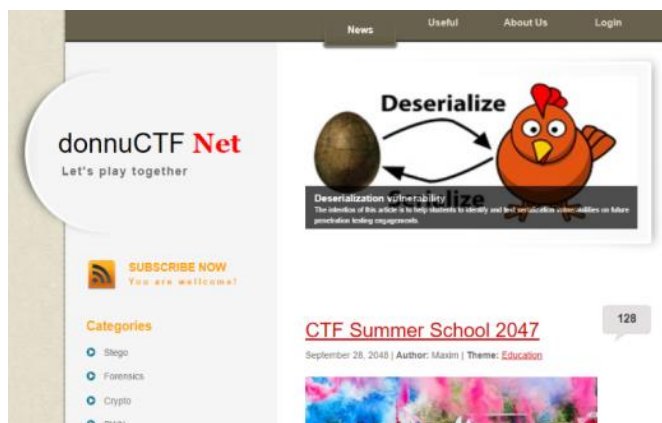 News
Useful
About Us
Login
donnuCTF Net
Let's play together
Deserialize
Serialize
Deserialization vulnerability
The intention of this article is to help students to identify and test serialization vulnerabilities on future
penetration testing engagements.
SUBSCRIBE NOW
You are wellcome!
Categories
Stego
Forensics
Crypto
CTF Summer School 2047
128
September 28, 2048 | Author: Maxim | Theme: Education